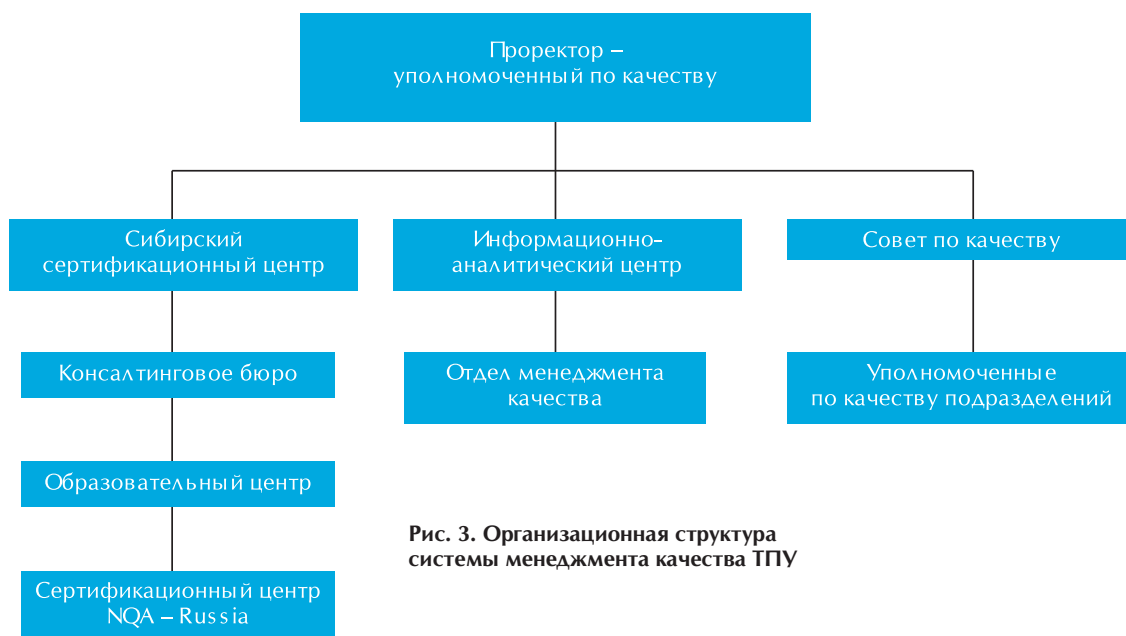 Проректор –
уполномоченный по качеству
Сибирский
сертификационный центр
Информационно-
аналитический центр
Совет по качеству
Консалтинговое бюро
Отдел менеджмента
качества
Уполномоченные
по качеству подразделений
Образовательный центр
Рис. 3. Организационная структура
системы менеджмента качества ТПУ
Сертификационный центр
NQA – Russia